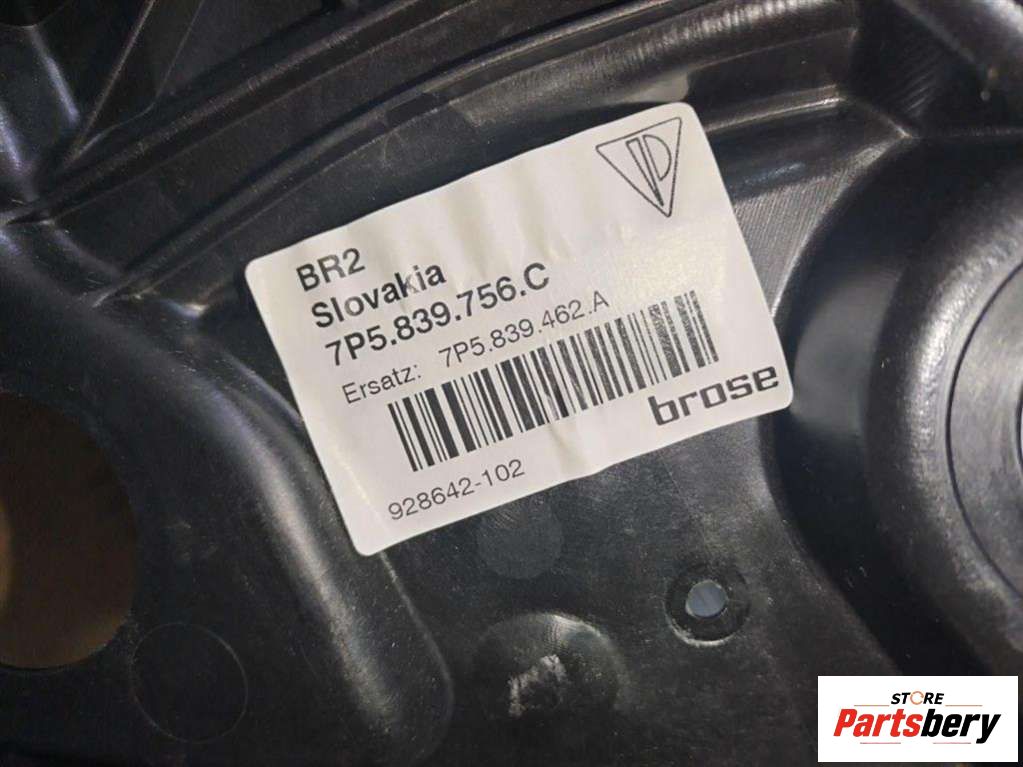 BR2
Slovakia
7P5.839.756.C
Ersatz: 7P5.839.462.A
brose
928642-102
STORE
Partsbery